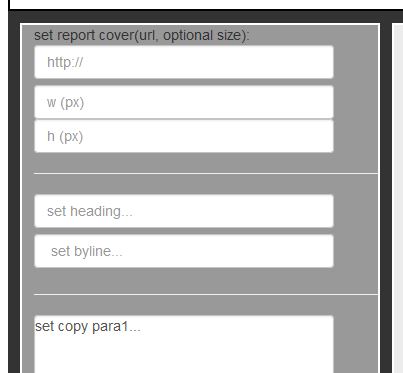 set report cover(url, optional size):
http://
w (px)
h (px)
set heading...
set byline...
set copy para1...